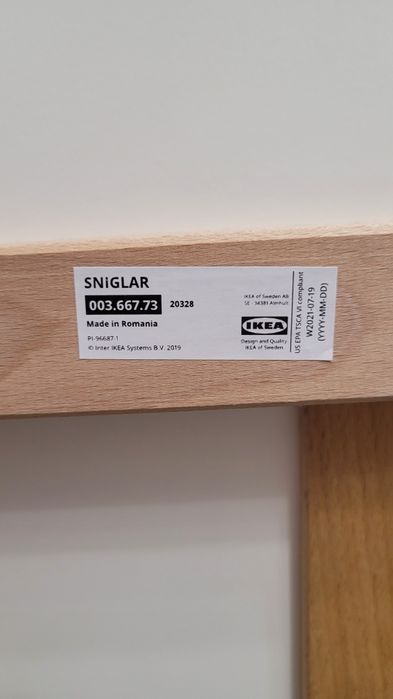 SNiGLAR
003.667.73 20328
Made in Romania
PI-96687-1
© Inter IKEA Systems B.V. 2019
IKEA of Sweden AB
SE - 34381 Älmhult
IKEA
Design and Quality
IKEA of Sweden
US EPA TSCA VI compliant
W2021-07-19
(YYYY-MM-DD)